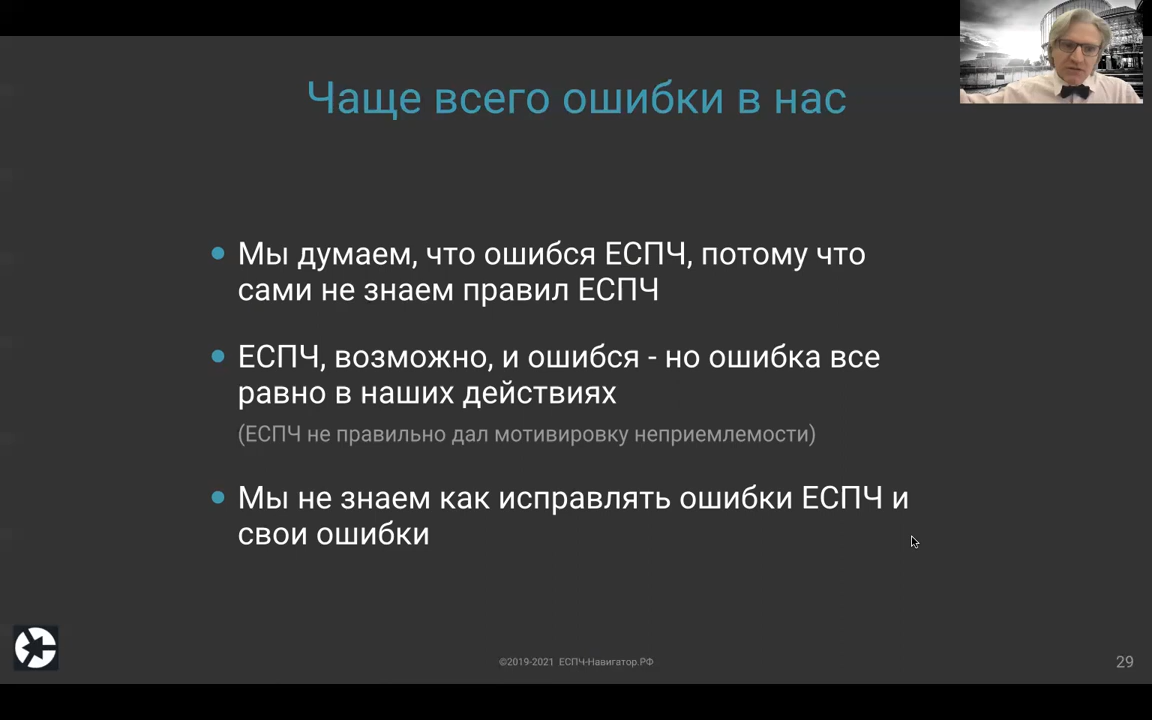 Чаще всего ошибки в нас
Мы думаем, что ошибся ЕСПЧ, потому что
сами не знаем правил ЕСПЧ
ЕСПЧ, возможно, и ошибся - но ошибка все
равно в наших действиях
(ЕСПЧ не правильно дал мотивировку неприемлемости)
Мы не знаем как исправлять ошибки ЕСПЧ и
свои ошибки
©2019-2021 ЕСПЧ-Навигатор.РФ
29